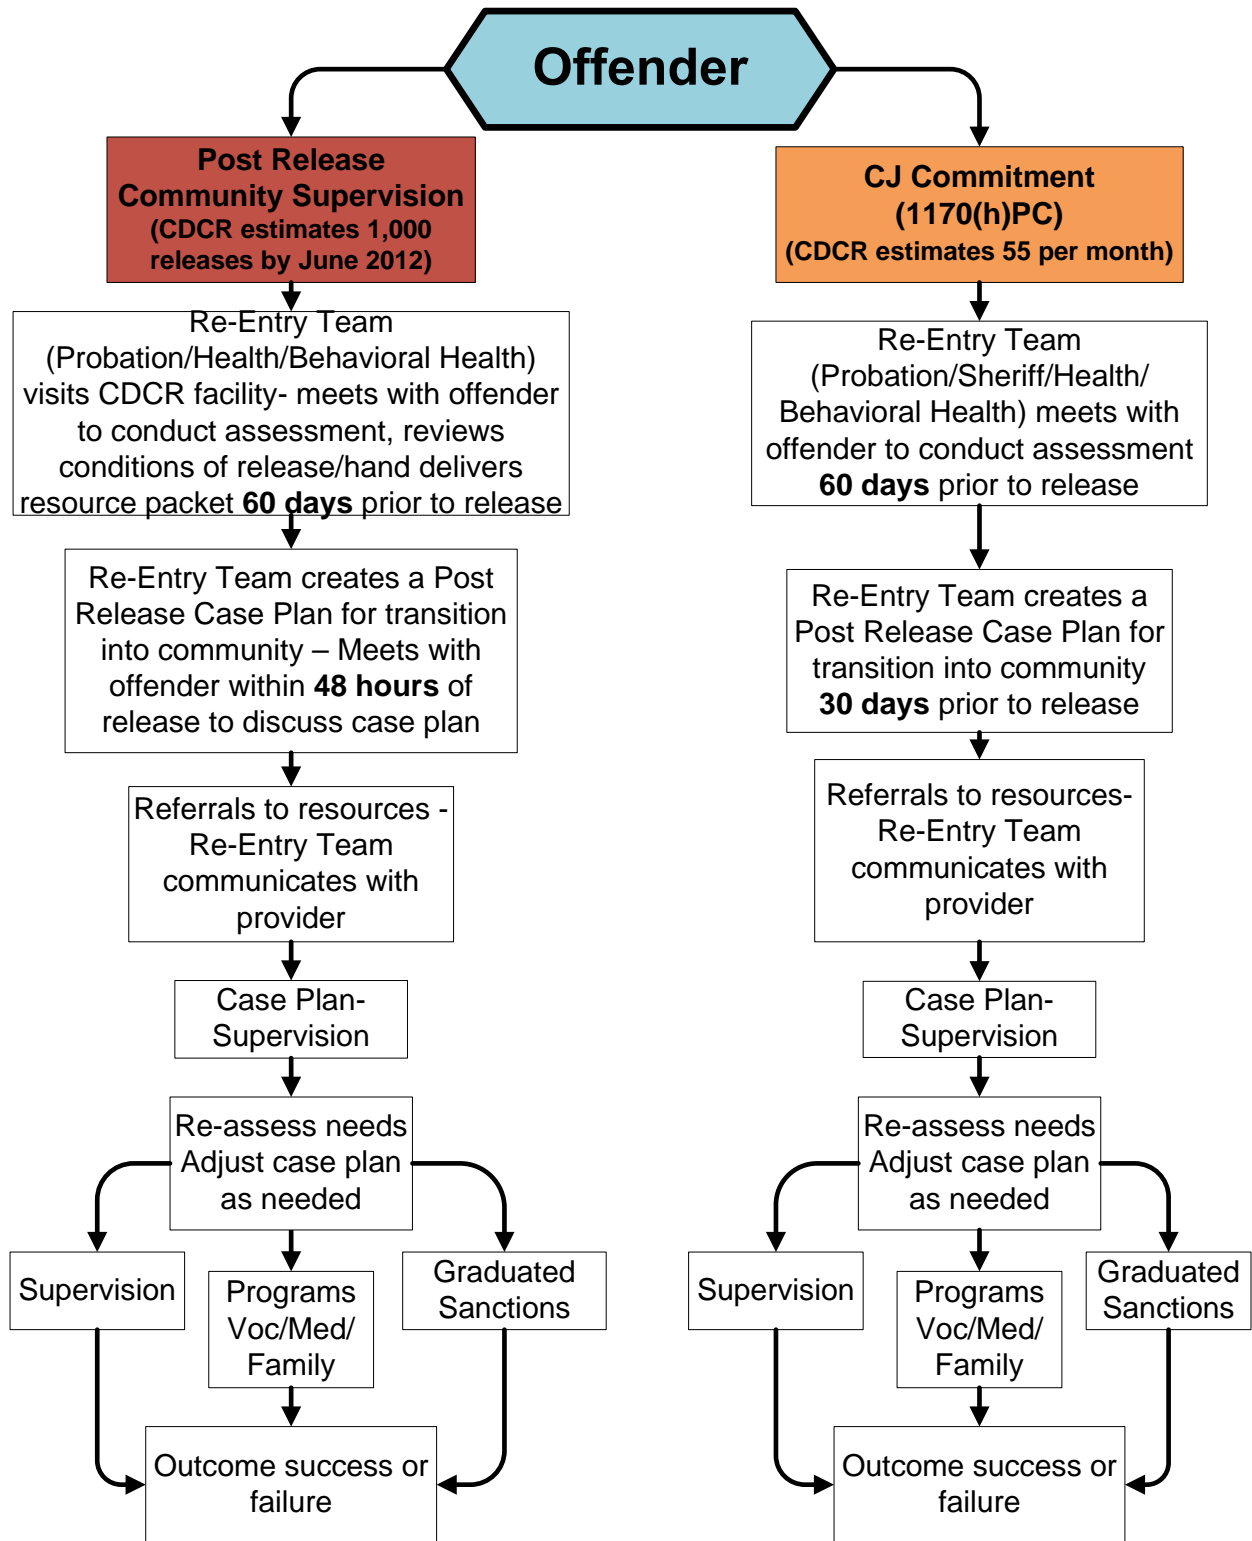 Offender
Post Release
Community Supervision
(CDCR estimates 1,000
releases by June 2012)
Re-Entry Team
(Probation/Health/Behavioral Health)
visits CDCR facility- meets with offender
to conduct assessment, reviews
conditions of release/hand delivers
resource packet 60 days prior to release
Re-Entry Team creates a Post
Release Case Plan for transition
into community – Meets with
offender within 48 hours of
release to discuss case plan
Referrals to resources -
Re-Entry Team
communicates with
provider
Case Plan-
Supervision
Re-assess needs
Adjust case plan
as needed
Supervision
Programs
Voc/Med/
Family
Graduated
Sanctions
Outcome success or
failure
CJ Commitment
(1170(h)PC)
(CDCR estimates 55 per month)
Re-Entry Team
(Probation/Sheriff/Health/
Behavioral Health) meets with
offender to conduct assessment
60 days prior to release
Re-Entry Team creates a
Post Release Case Plan for
transition into community
30 days prior to release
Referrals to resources-
Re-Entry Team
communicates with
provider
Case Plan-
Supervision
Re-assess needs
Adjust case plan
as needed
Supervision
Programs
Voc/Med/
Family
Graduated
Sanctions
Outcome success or
failure